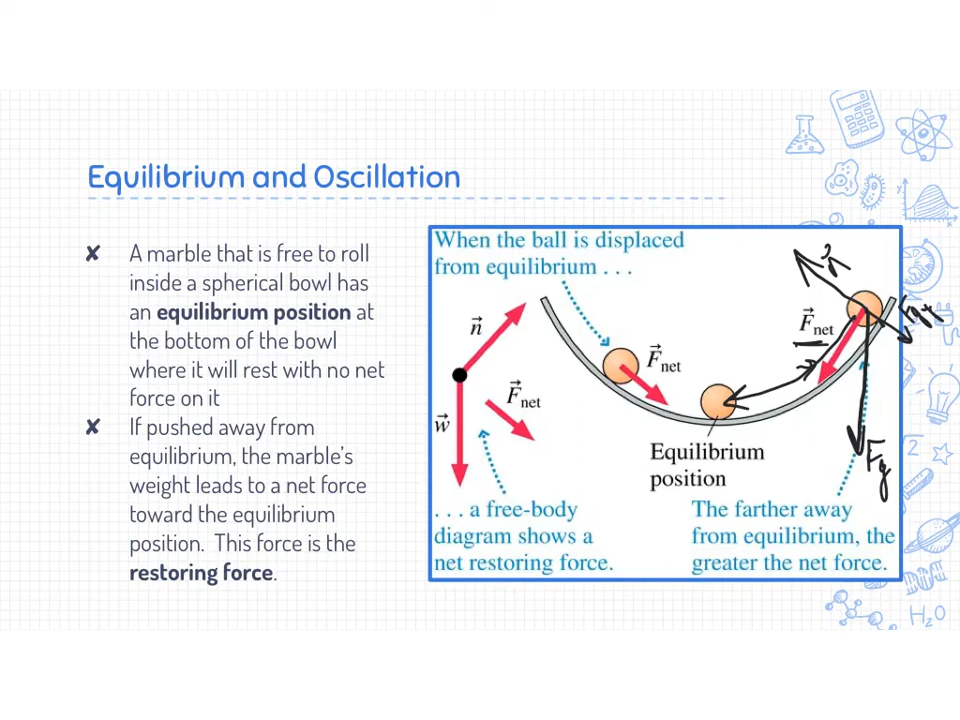 Equilibrium and Oscillation
✘ A marble that is free to roll
inside a spherical bowl has
an equilibrium position at
the bottom of the bowl
where it will rest with no net
force on it
✘ If pushed away from
equilibrium, the marble's
weight leads to a net force
toward the equilibrium
position. This force is the
restoring force.
When the ball is displaced
from equilibrium . . .
n⃗
w⃗
F⃗net
F⃗net
F⃗net
n⃗
Fg
Equilibrium
position
. . . a free-body
diagram shows a
net restoring force.
The farther away
from equilibrium, the
greater the net force.
H₂O